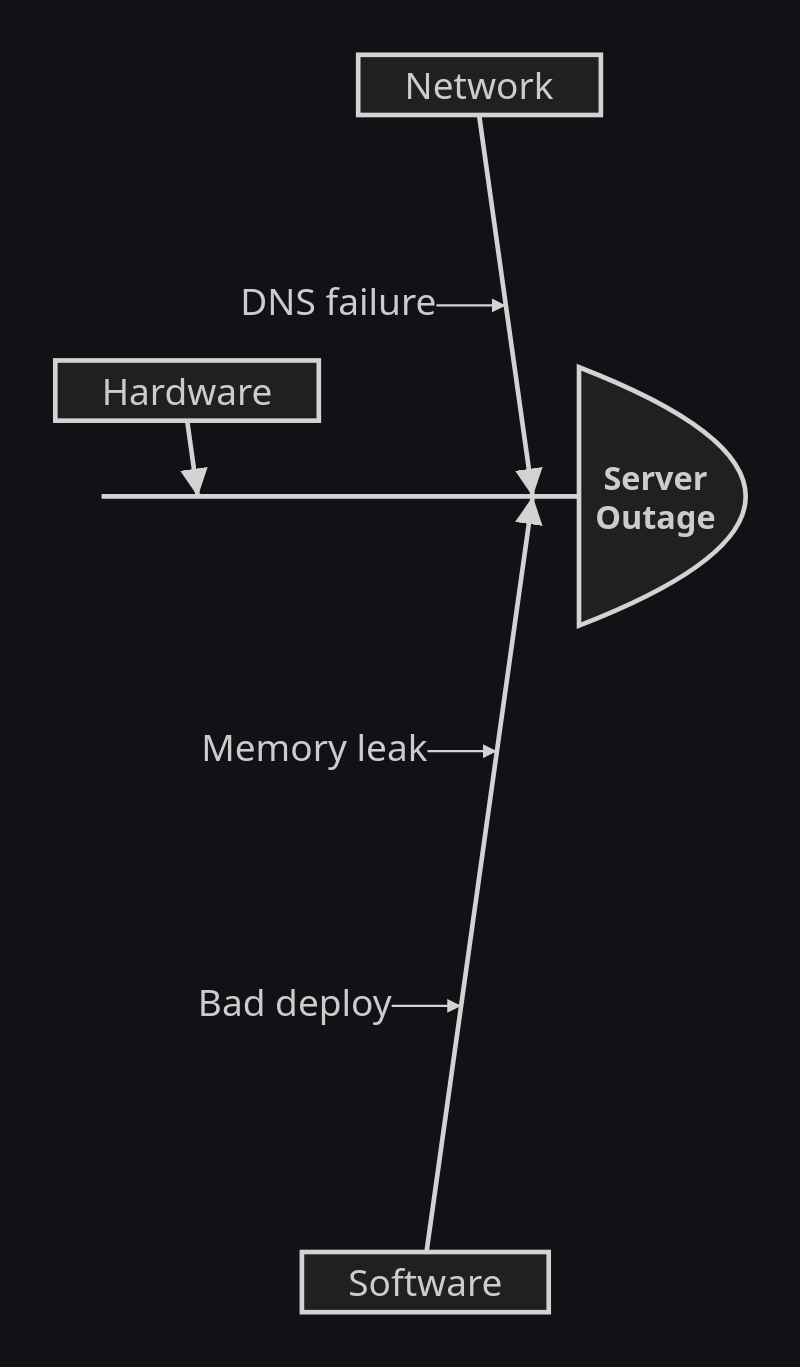 Network
DNS failure
Hardware
Server
Outage
Memory leak
Bad deploy
Software